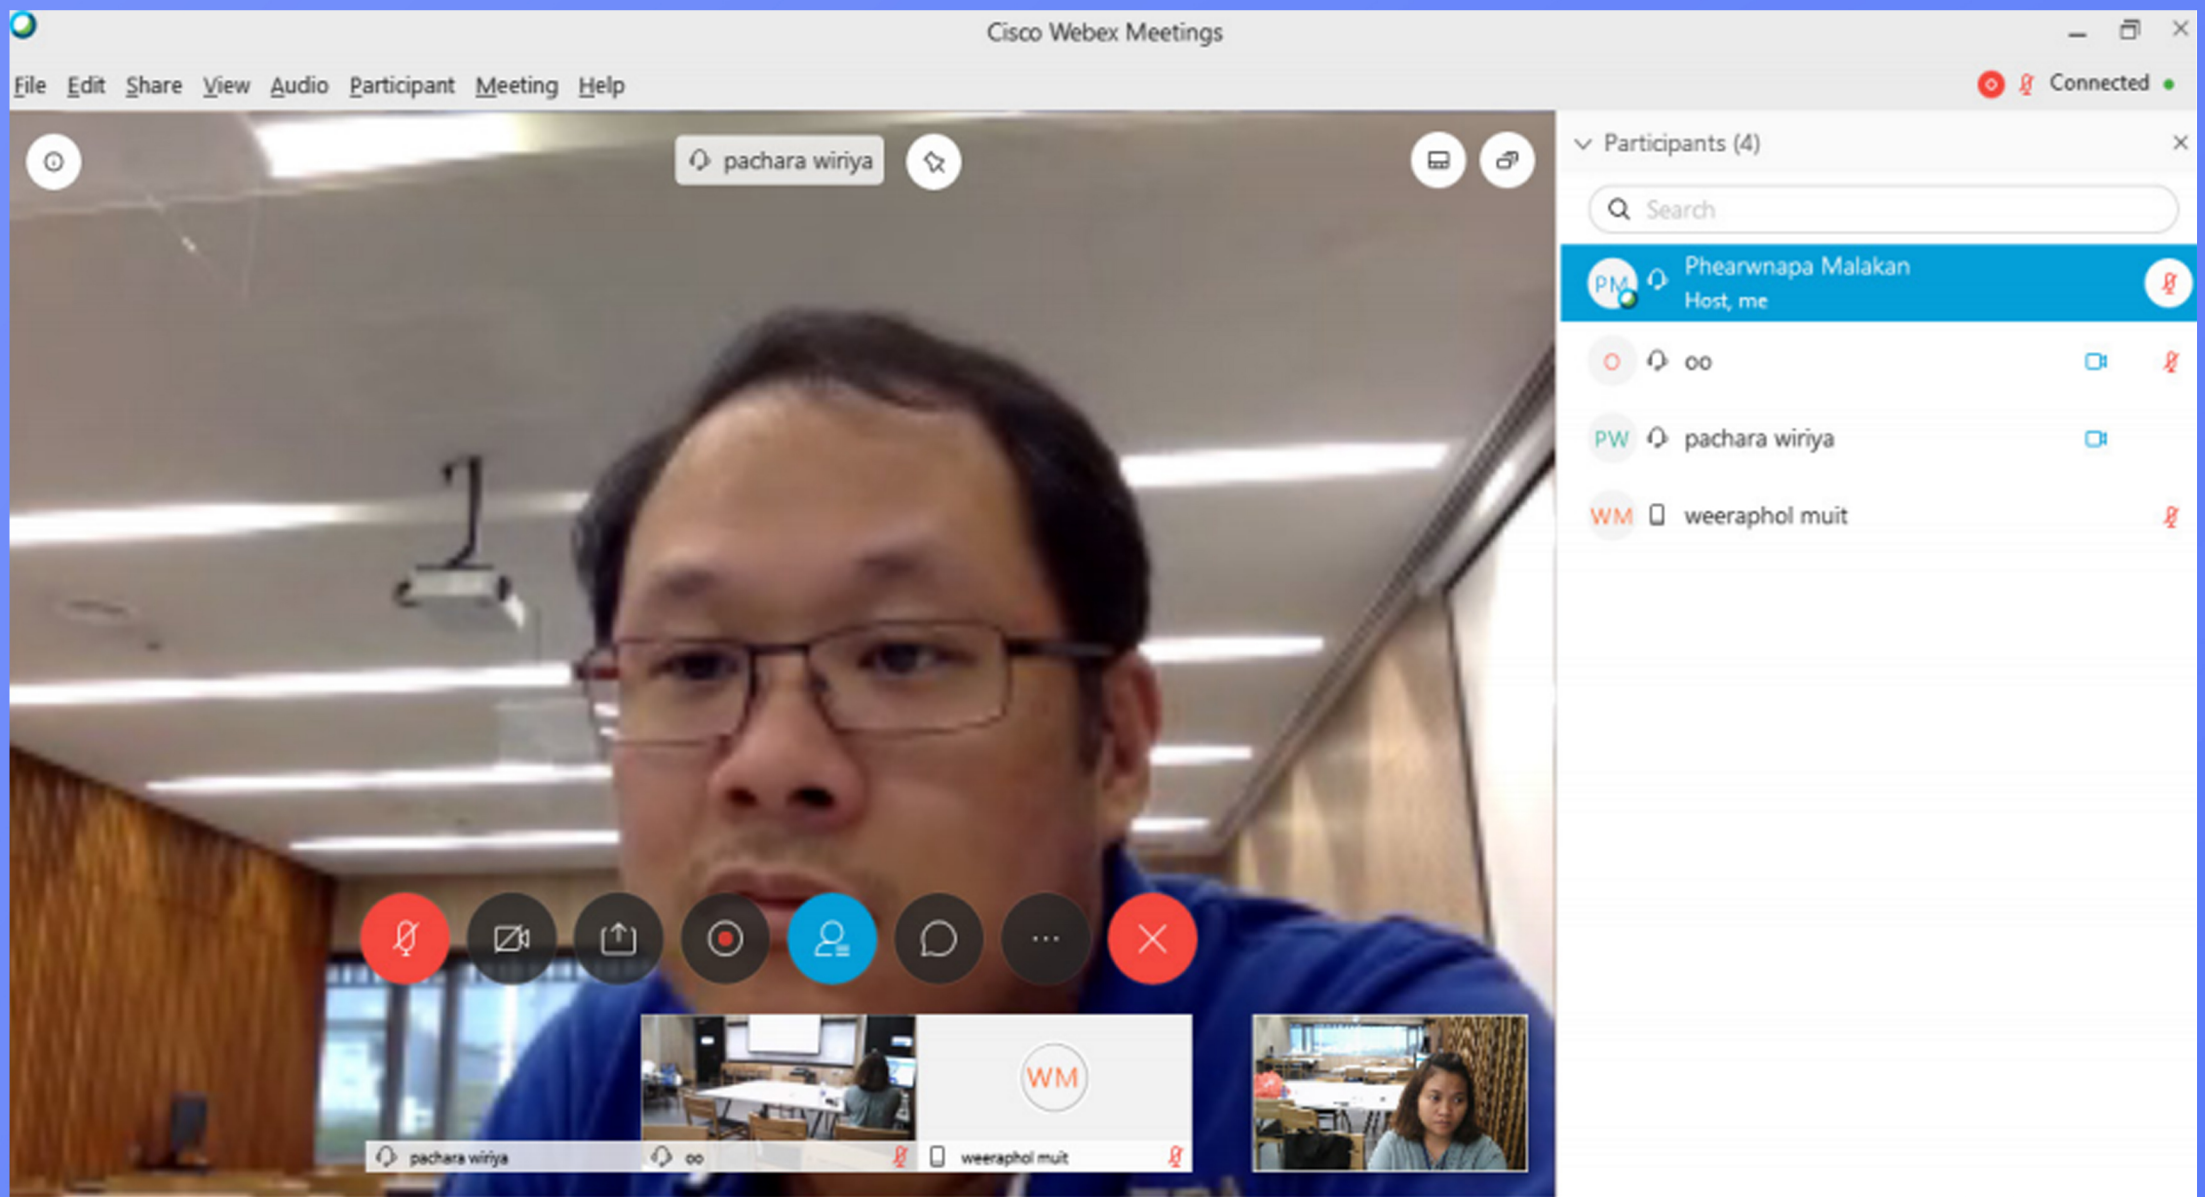 Cisco Webex Meetings
File Edit Share View Audio Participant Meeting Help
Connected
pachara wiriya
Participants (4)
Search
PM
Phearwnapa Malakan
Host, me
O
oo
PW
pachara wiriya
WM
weeraphol muit
WM
pachara wiriya
oo
weeraphol muit